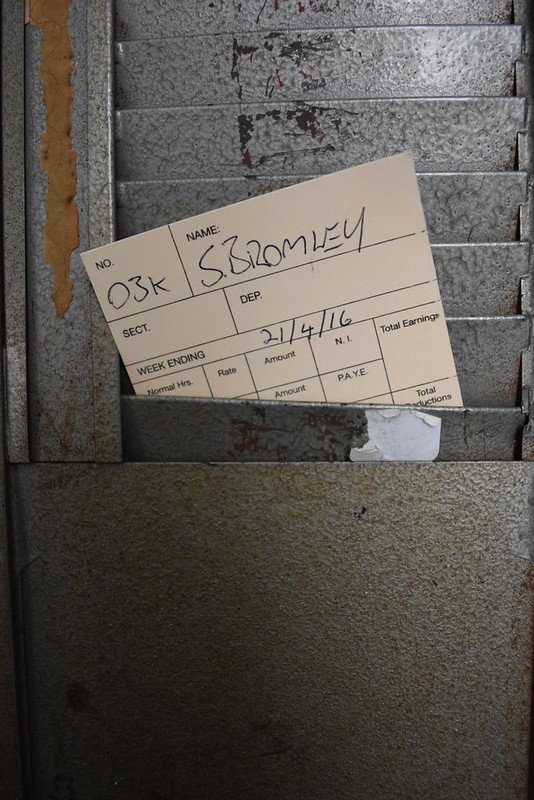 NO. NAME:
03K S.BROMLEY
SECT. DEP.
WEEK ENDING 21/4/16
Normal Hrs. Rate Amount N. I. Total Earnings
Amount P.A.Y.E. Total
Deductions